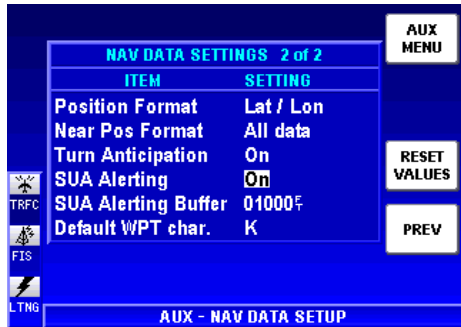 AUX
MENU
NAV DATA SETTINGS 2 of 2
ITEM SETTING
Position Format Lat / Lon
Near Pos Format All data
Turn Anticipation On
SUA Alerting On
SUA Alerting Buffer 01000FT
Default WPT char. K
RESET
VALUES
PREV
TRFC
FIS
LTNG
AUX - NAV DATA SETUP